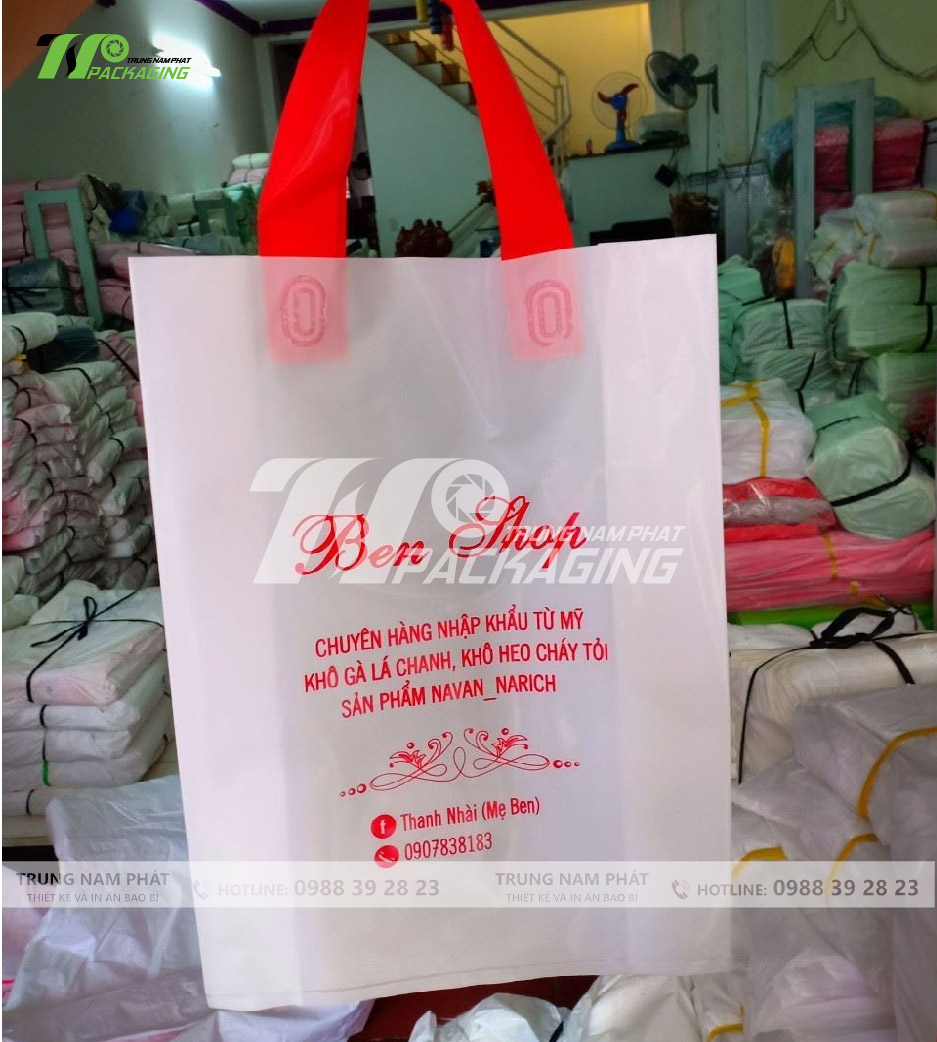 TRUNG NAM PHÁT
PACKAGING
Ben Shop
TRUNG NAM PHÁT
PACKAGING
CHUYÊN HÀNG NHẬP KHẨU TỪ MỸ
KHÔ GÀ LÁ CHANH, KHÔ HEO CHÁY TỎI
SẢN PHẨM NAVAN_NARICH
Thanh Nhài (Mẹ Ben)
0907838183
TRUNG NAM PHÁT
THIẾT KẾ VÀ IN ẤN BAO BÌ
HOTLINE: 0988 39 28 23
TRUNG NAM PHÁT
THIẾT KẾ VÀ IN ẤN BAO BÌ
HOTLINE: 0988 39 28 23